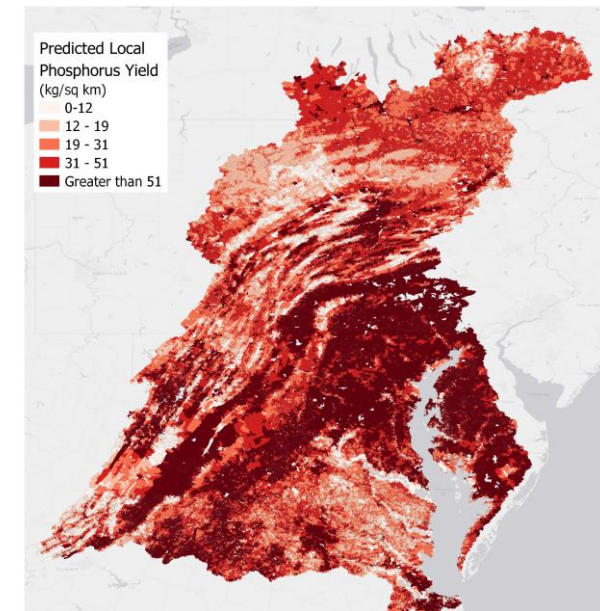 Predicted Local
Phosphorus Yield
(kg/sq km)
0-12
12 - 19
19 - 31
31 - 51
Greater than 51